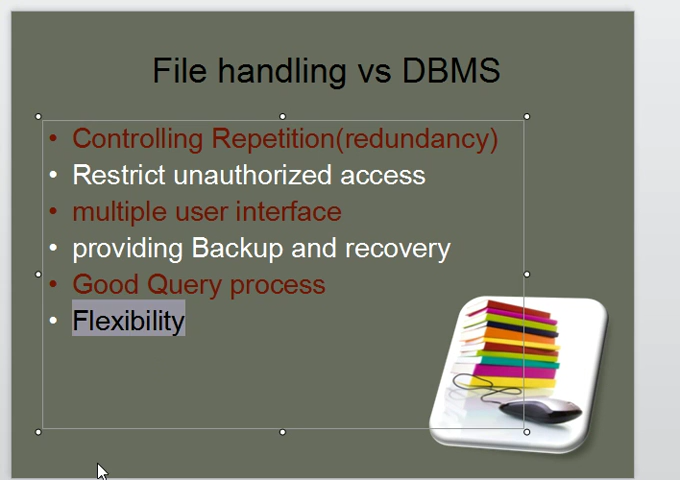 File handling vs DBMS
• Controlling Repetition(redundancy)
• Restrict unauthorized access
• multiple user interface
• providing Backup and recovery
• Good Query process
• Flexibility